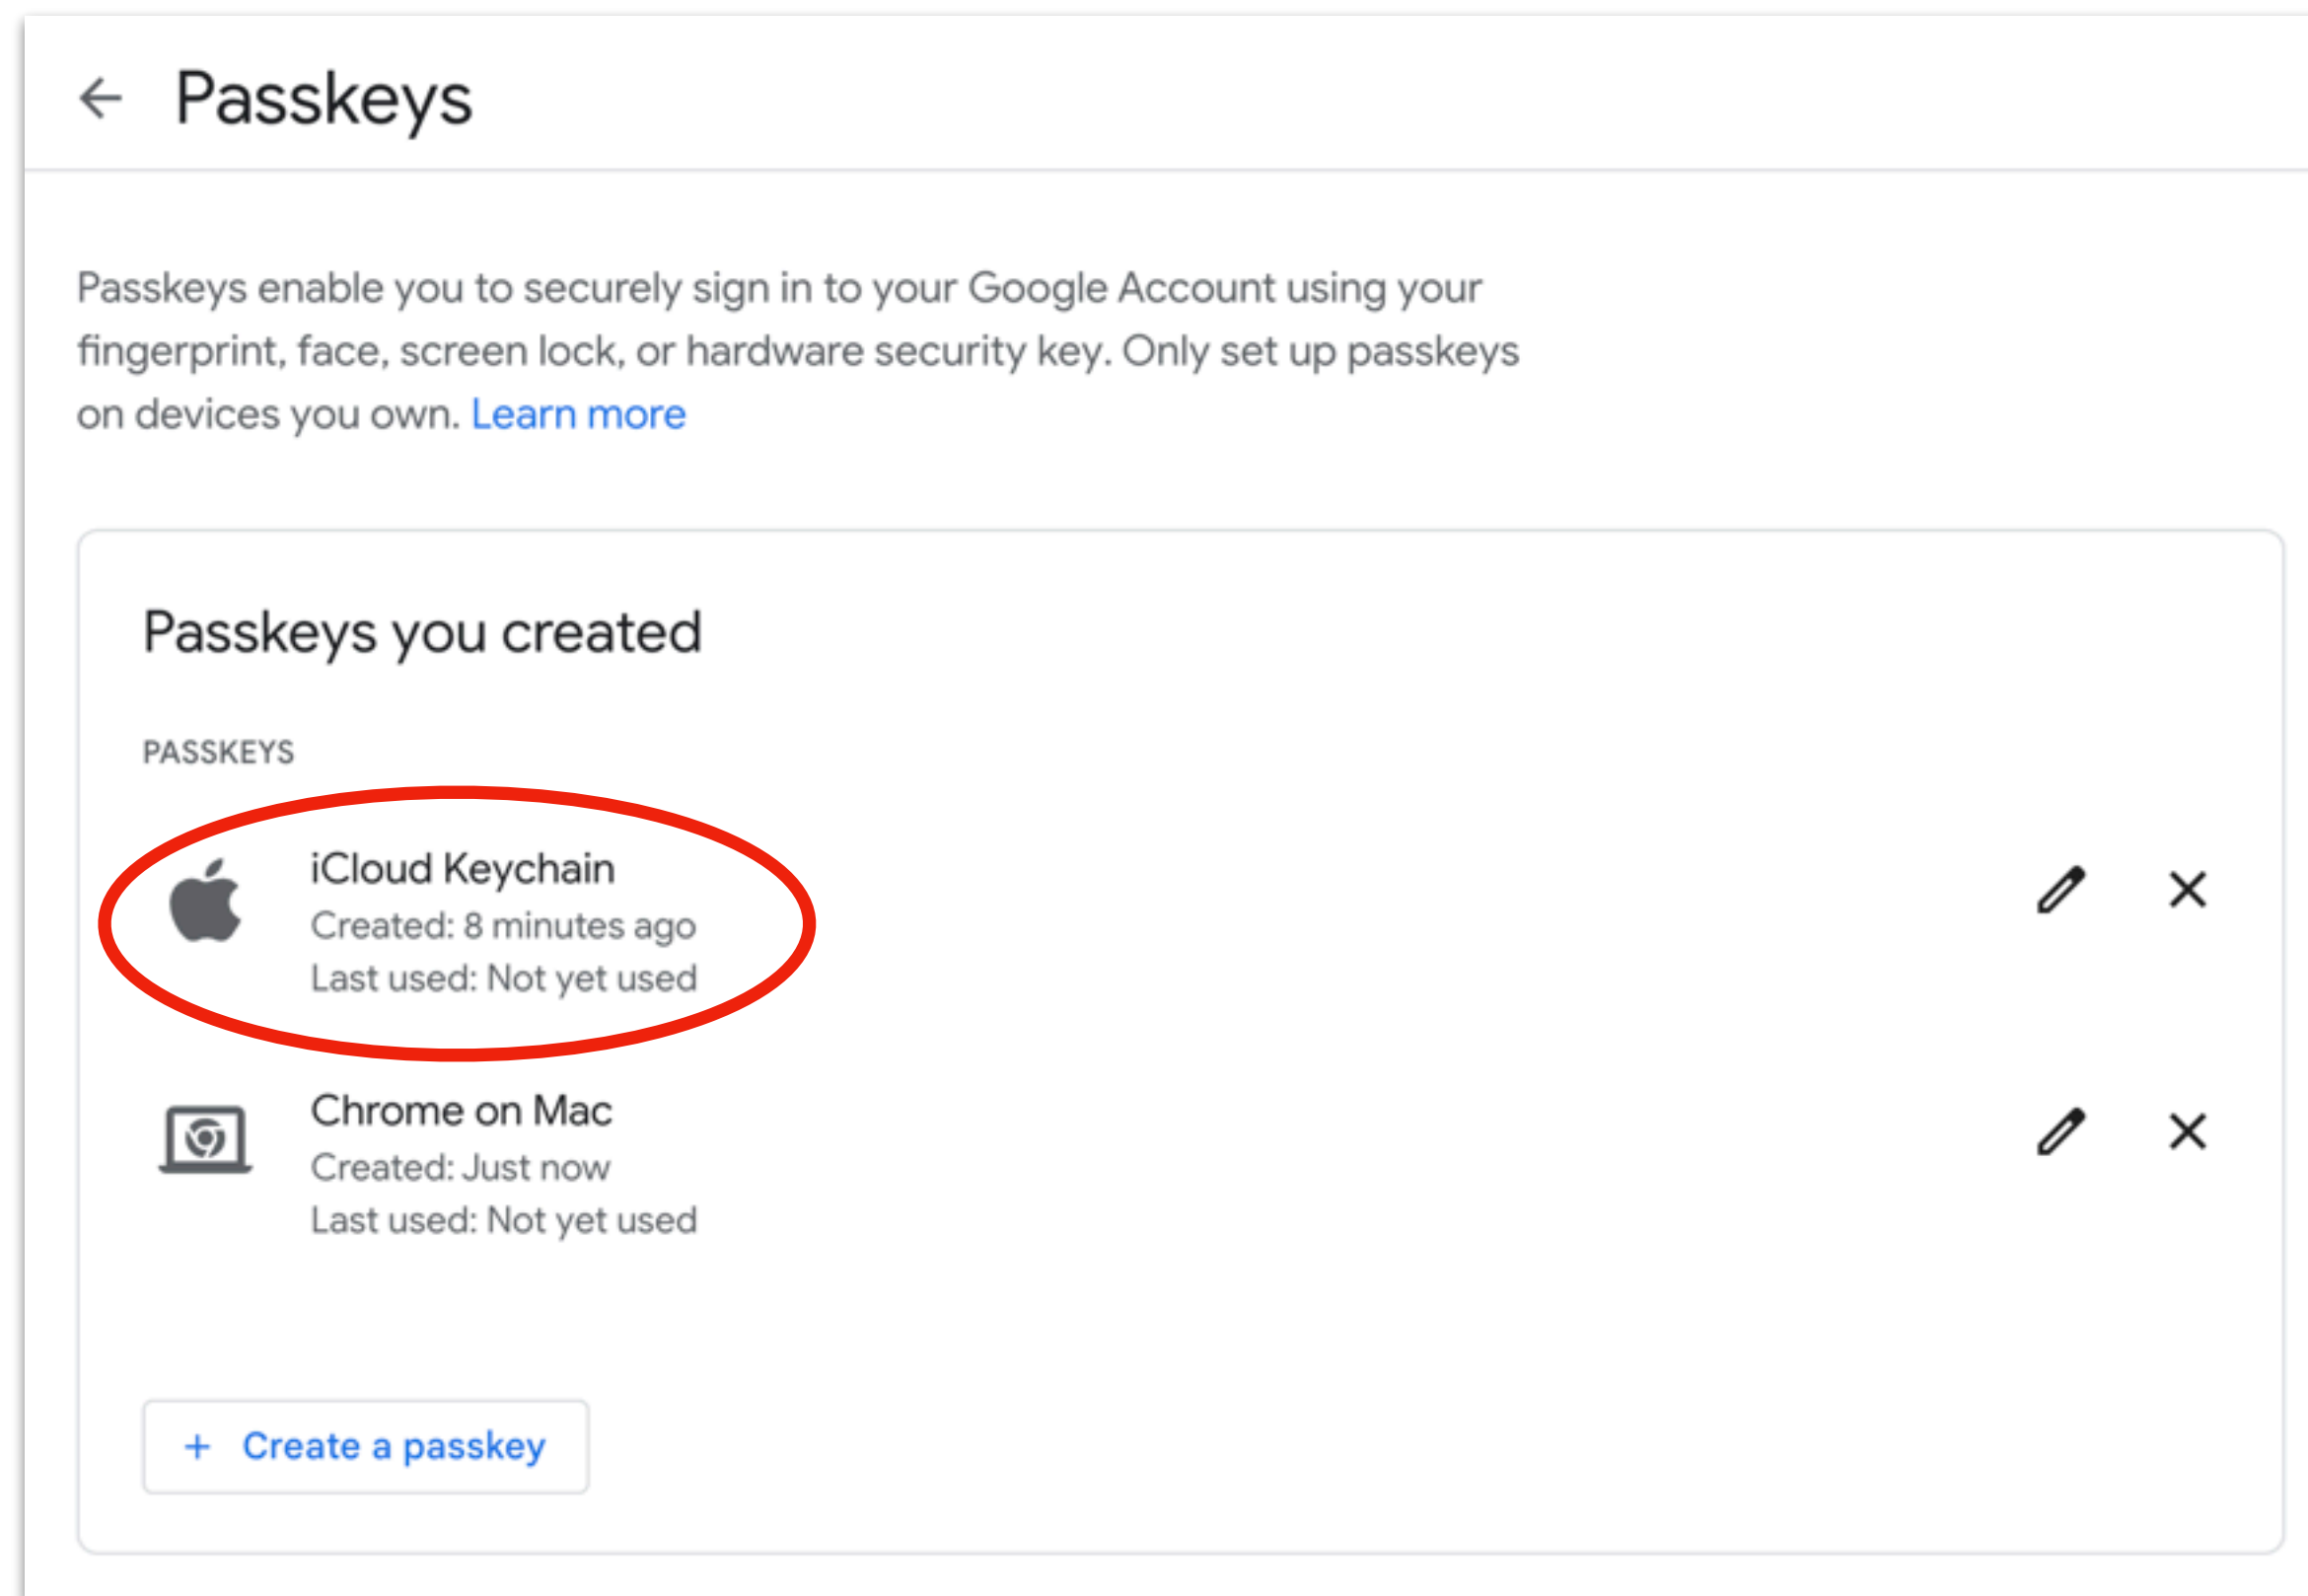 Passkeys
Passkeys enable you to securely sign in to your Google Account using your
fingerprint, face, screen lock, or hardware security key. Only set up passkeys
on devices you own. Learn more
Passkeys you created
PASSKEYS
iCloud Keychain
Created: 8 minutes ago
Last used: Not yet used
Chrome on Mac
Created: Just now
Last used: Not yet used
+ Create a passkey